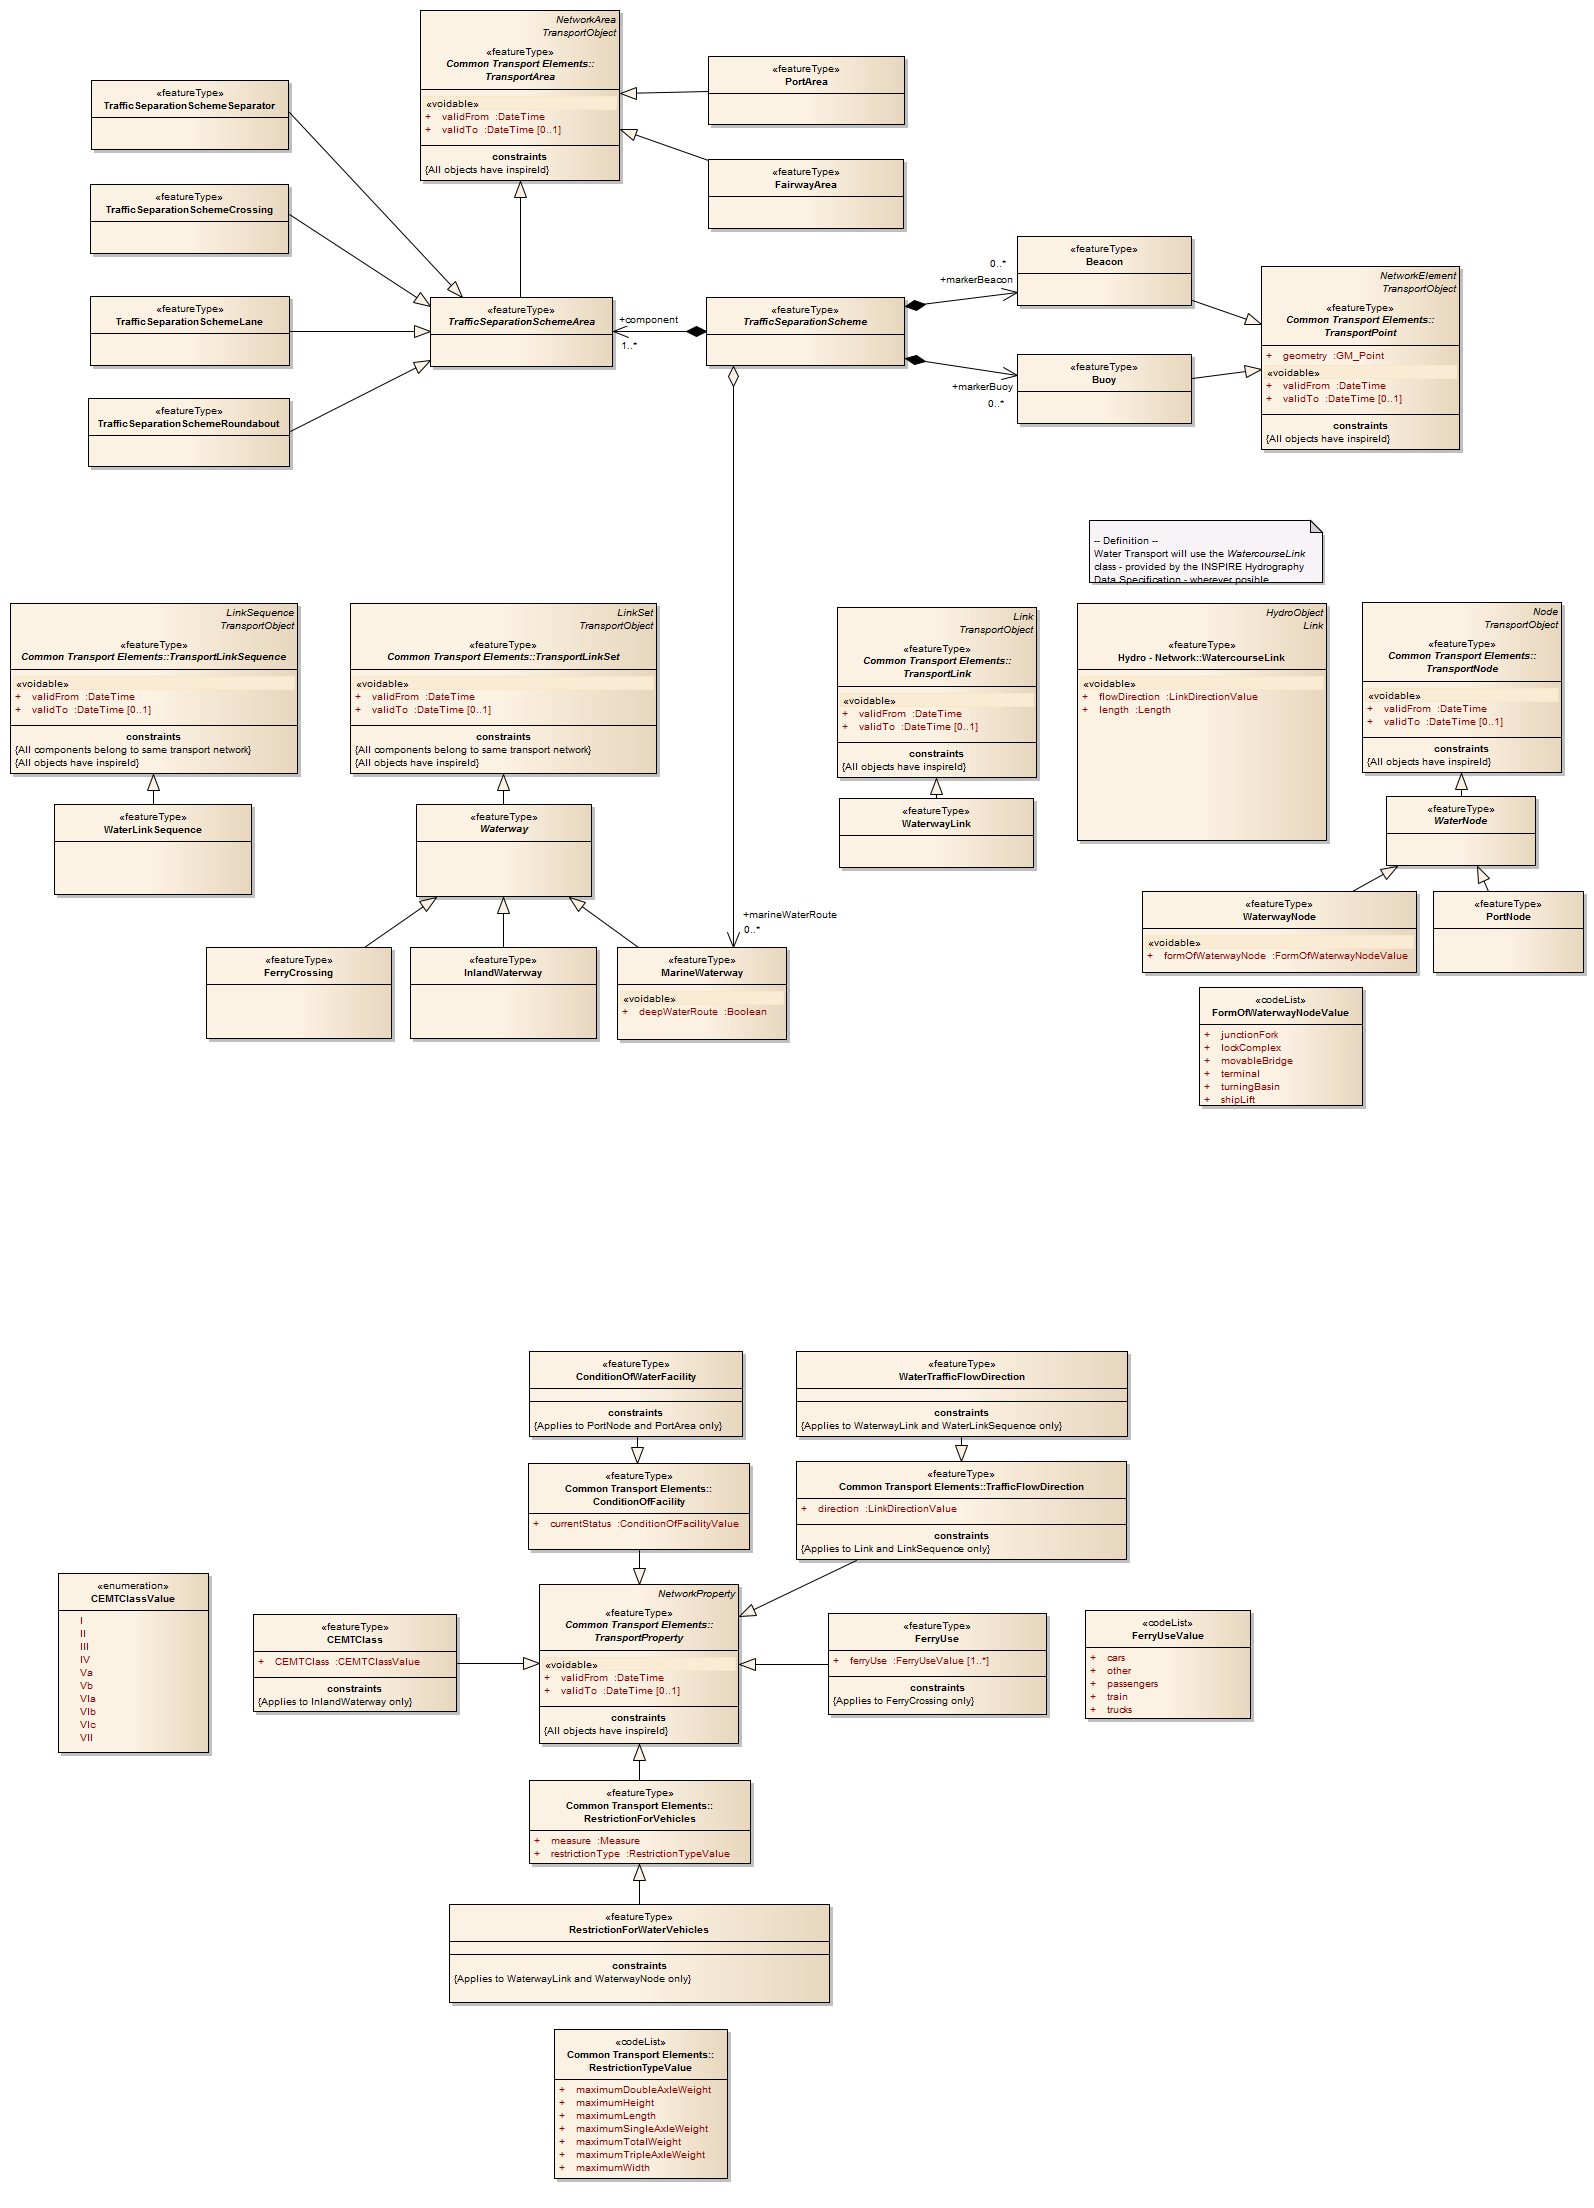 NetworkArea
TransportObject
«featureType»
Common Transport Elements::
TransportArea
«voidable»
+ validFrom :DateTime
+ validTo :DateTime [0..1]
constraints
{All objects have inspireId}
«featureType»
PortArea
«featureType»
FairwayArea
«featureType»
TrafficSeparationSchemeSeparator
«featureType»
TrafficSeparationSchemeCrossing
«featureType»
TrafficSeparationSchemeLane
«featureType»
TrafficSeparationSchemeRoundabout
«featureType»
TrafficSeparationSchemeArea
+component
1..*
«featureType»
TrafficSeparationScheme
0..*
+markerBeacon
«featureType»
Beacon
+markerBuoy
0..*
«featureType»
Buoy
NetworkElement
TransportObject
«featureType»
Common Transport Elements::
TransportPoint
+ geometry :GM_Point
«voidable»
+ validFrom :DateTime
+ validTo :DateTime [0..1]
constraints
{All objects have inspireId}
-- Definition --
Water Transport will use the WatercourseLink
class - provided by the INSPIRE Hydrography
Data Specification - wherever posible
LinkSequence
TransportObject
«featureType»
Common Transport Elements::TransportLinkSequence
«voidable»
+ validFrom :DateTime
+ validTo :DateTime [0..1]
constraints
{All components belong to same transport network}
{All objects have inspireId}
«featureType»
WaterLinkSequence
LinkSet
TransportObject
«featureType»
Common Transport Elements::TransportLinkSet
«voidable»
+ validFrom :DateTime
+ validTo :DateTime [0..1]
constraints
{All components belong to same transport network}
{All objects have inspireId}
«featureType»
Waterway
«featureType»
FerryCrossing
«featureType»
InlandWaterway
+marineWaterRoute
0..*
«featureType»
MarineWaterway
«voidable»
+ deepWaterRoute :Boolean
Link
TransportObject
«featureType»
Common Transport Elements::
TransportLink
«voidable»
+ validFrom :DateTime
+ validTo :DateTime [0..1]
constraints
{All objects have inspireId}
«featureType»
WaterwayLink
HydroObject
Link
«featureType»
Hydro - Network::WatercourseLink
«voidable»
+ flowDirection :LinkDirectionValue
+ length :Length
Node
TransportObject
«featureType»
Common Transport Elements::
TransportNode
«voidable»
+ validFrom :DateTime
+ validTo :DateTime [0..1]
constraints
{All objects have inspireId}
«featureType»
WaterNode
«featureType»
WaterwayNode
«voidable»
+ formOfWaterwayNode :FormOfWaterwayNodeValue
«featureType»
PortNode
«codeList»
FormOfWaterwayNodeValue
+ junctionFork
+ lockComplex
+ movableBridge
+ terminal
+ turningBasin
+ shipLift
«featureType»
ConditionOfWaterFacility
constraints
{Applies to PortNode and PortArea only}
«featureType»
WaterTrafficFlowDirection
constraints
{Applies to WaterwayLink and WaterLinkSequence only}
«featureType»
Common Transport Elements::
ConditionOfFacility
+ currentStatus :ConditionOfFacilityValue
«featureType»
Common Transport Elements::TrafficFlowDirection
+ direction :LinkDirectionValue
constraints
{Applies to Link and LinkSequence only}
«enumeration»
CEMTClassValue
I
II
III
IV
Va
Vb
VIa
VIb
VIc
VII
«featureType»
CEMTClass
+ CEMTClass :CEMTClassValue
constraints
{Applies to InlandWaterway only}
NetworkProperty
«featureType»
Common Transport Elements::
TransportProperty
«voidable»
+ validFrom :DateTime
+ validTo :DateTime [0..1]
constraints
{All objects have inspireId}
«featureType»
FerryUse
+ ferryUse :FerryUseValue [1..*]
constraints
{Applies to FerryCrossing only}
«codeList»
FerryUseValue
+ cars
+ other
+ passengers
+ train
+ trucks
«featureType»
Common Transport Elements::
RestrictionForVehicles
+ measure :Measure
+ restrictionType :RestrictionTypeValue
«featureType»
RestrictionForWaterVehicles
constraints
{Applies to WaterwayLink and WaterwayNode only}
«codeList»
Common Transport Elements::
RestrictionTypeValue
+ maximumDoubleAxleWeight
+ maximumHeight
+ maximumLength
+ maximumSingleAxleWeight
+ maximumTotalWeight
+ maximumTripleAxleWeight
+ maximumWidth